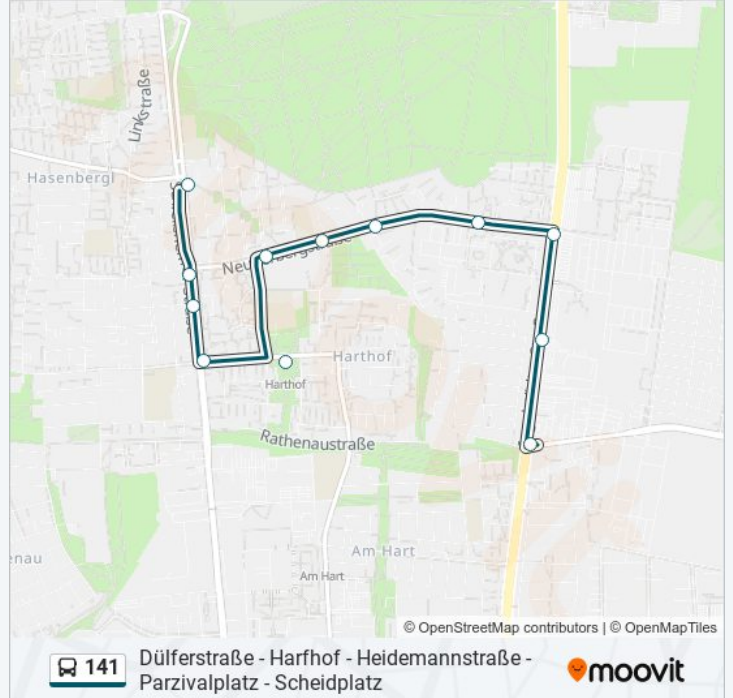 Linkstraße
Hasenbergl
Harthof
Harthof
Rathenaustraße
enau
Am Hart
Am Hart
© OpenStreetMap contributors | © OpenMapTiles
141
Dülferstraße - Harfhof - Heidemannstraße -
Parzivalplatz - Scheidplatz
moovit